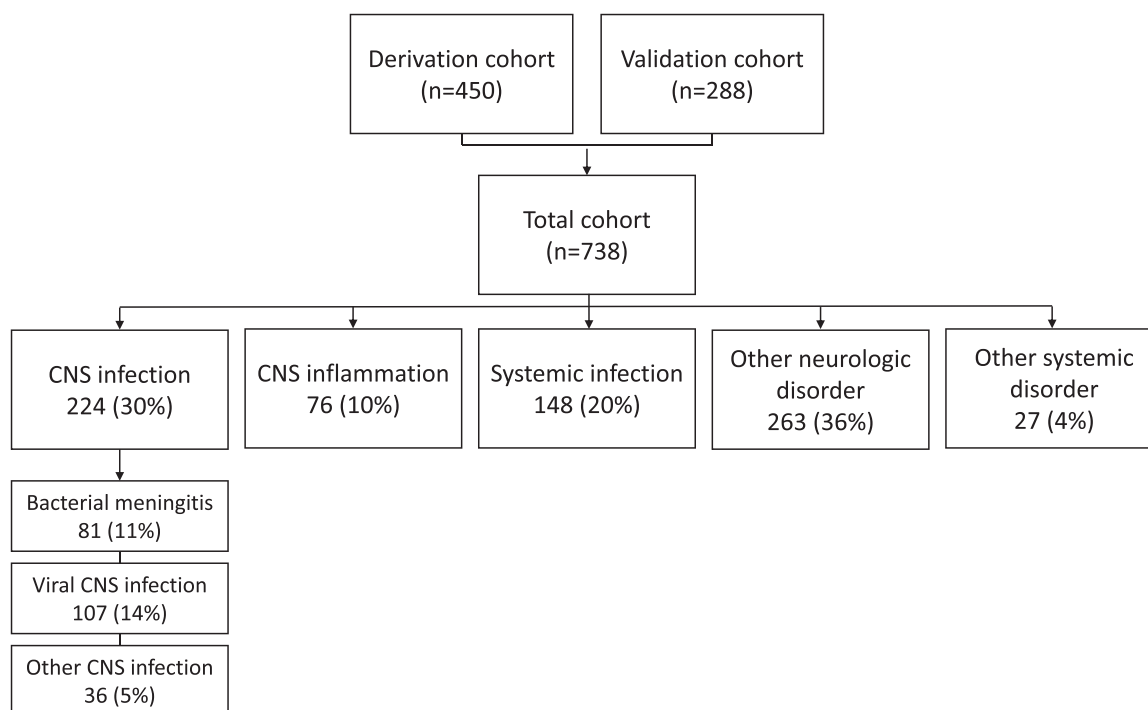 Derivation cohort
(n=450)
Validation cohort
(n=288)
Total cohort
(n=738)
CNS infection
224 (30%)
CNS inflammation
76 (10%)
Systemic infection
148 (20%)
Other neurologic
disorder
263 (36%)
Other systemic
disorder
27 (4%)
Bacterial meningitis
81 (11%)
Viral CNS infection
107 (14%)
Other CNS infection
36 (5%)